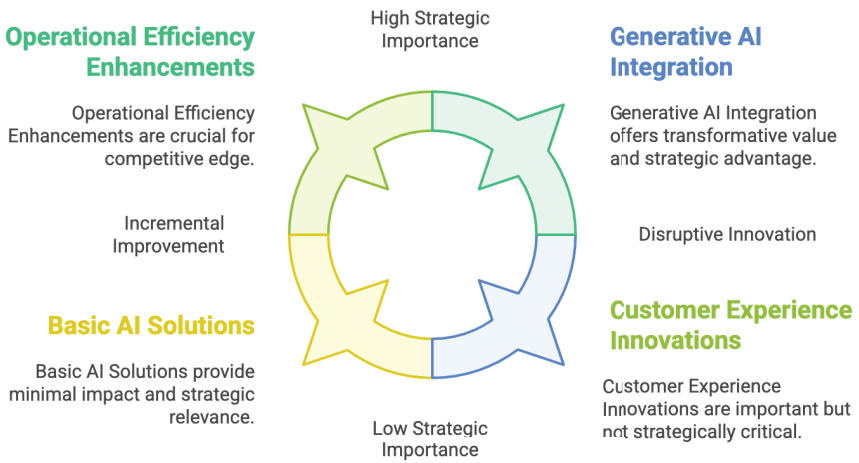 High Strategic
Importance
Operational Efficiency
Enhancements
Operational Efficiency
Enhancements are crucial for
competitive edge.
Generative AI
Integration
Generative AI Integration
offers transformative value
and strategic advantage.
Incremental
Improvement
Disruptive Innovation
Basic AI Solutions
Basic AI Solutions provide
minimal impact and strategic
relevance.
Customer Experience
Innovations
Customer Experience
Innovations are important but
not strategically critical.
Low Strategic
Importance